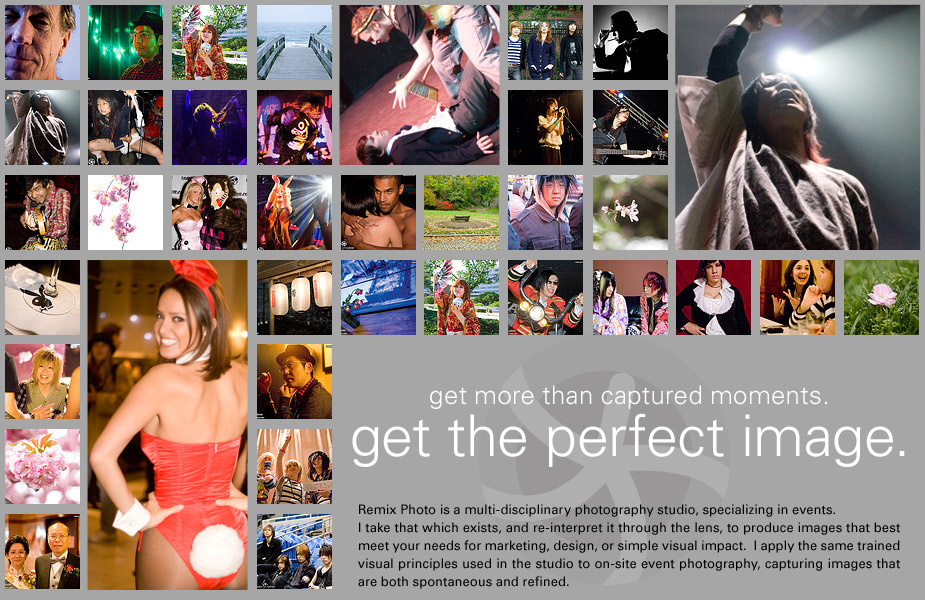 get more than captured moments.
get the perfect image.
Remix Photo is a multi-disciplinary photography studio, specializing in events.
I take that which exists, and re-interpret it through the lens, to produce images that best
meet your needs for marketing, design, or simple visual impact.  I apply the same trained
visual principles used in the studio to on-site event photography, capturing images that
are both spontaneous and refined.